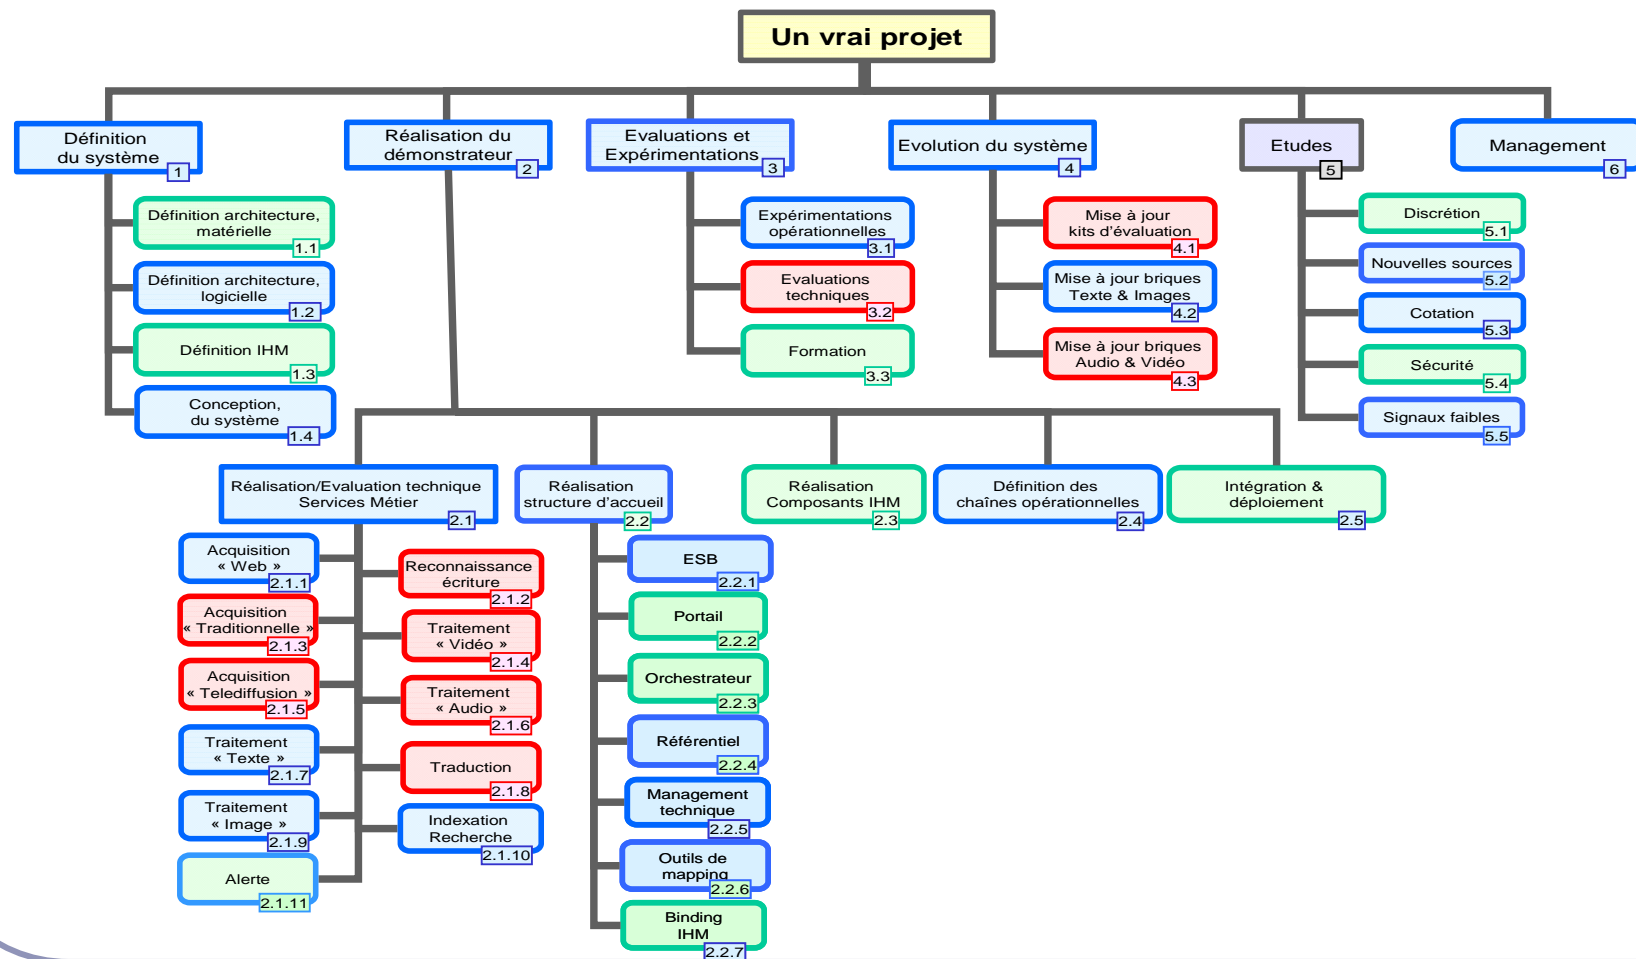 Un vrai projet
Définition
du système
1
Réalisation du
démonstrateur
2
Evaluations et
Expérimentations
3
Evolution du système
4
Etudes
5
Management
6
Définition architecture,
matérielle
1.1
Définition architecture,
logicielle
1.2
Définition IHM
1.3
Conception,
du système
1.4
Expérimentations
opérationnelles
3.1
Evaluations
techniques
3.2
Formation
3.3
Mise à jour
kits d'évaluation
4.1
Mise à jour briques
Texte & Images
4.2
Mise à jour briques
Audio & Vidéo
4.3
Discrétion
5.1
Nouvelles sources
5.2
Cotation
5.3
Sécurité
5.4
Signaux faibles
5.5
Réalisation/Evaluation technique
Services Métier
2.1
Réalisation
structure d'accueil
2.2
Réalisation
Composants IHM
2.3
Définition des
chaînes opérationnelles
2.4
Intégration &
déploiement
2.5
Acquisition
« Web »
2.1.1
Reconnaissance
écriture
2.1.2
Acquisition
« Traditionnelle »
2.1.3
Traitement
« Vidéo »
2.1.4
Acquisition
« Telediffusion »
2.1.5
Traitement
« Audio »
2.1.6
Traitement
« Texte »
2.1.7
Traduction
2.1.8
Traitement
« Image »
2.1.9
Indexation
Recherche
2.1.10
Alerte
2.1.11
ESB
2.2.1
Portail
2.2.2
Orchestrateur
2.2.3
Référentiel
2.2.4
Management
technique
2.2.5
Outils de
mapping
2.2.6
Binding
IHM
2.2.7